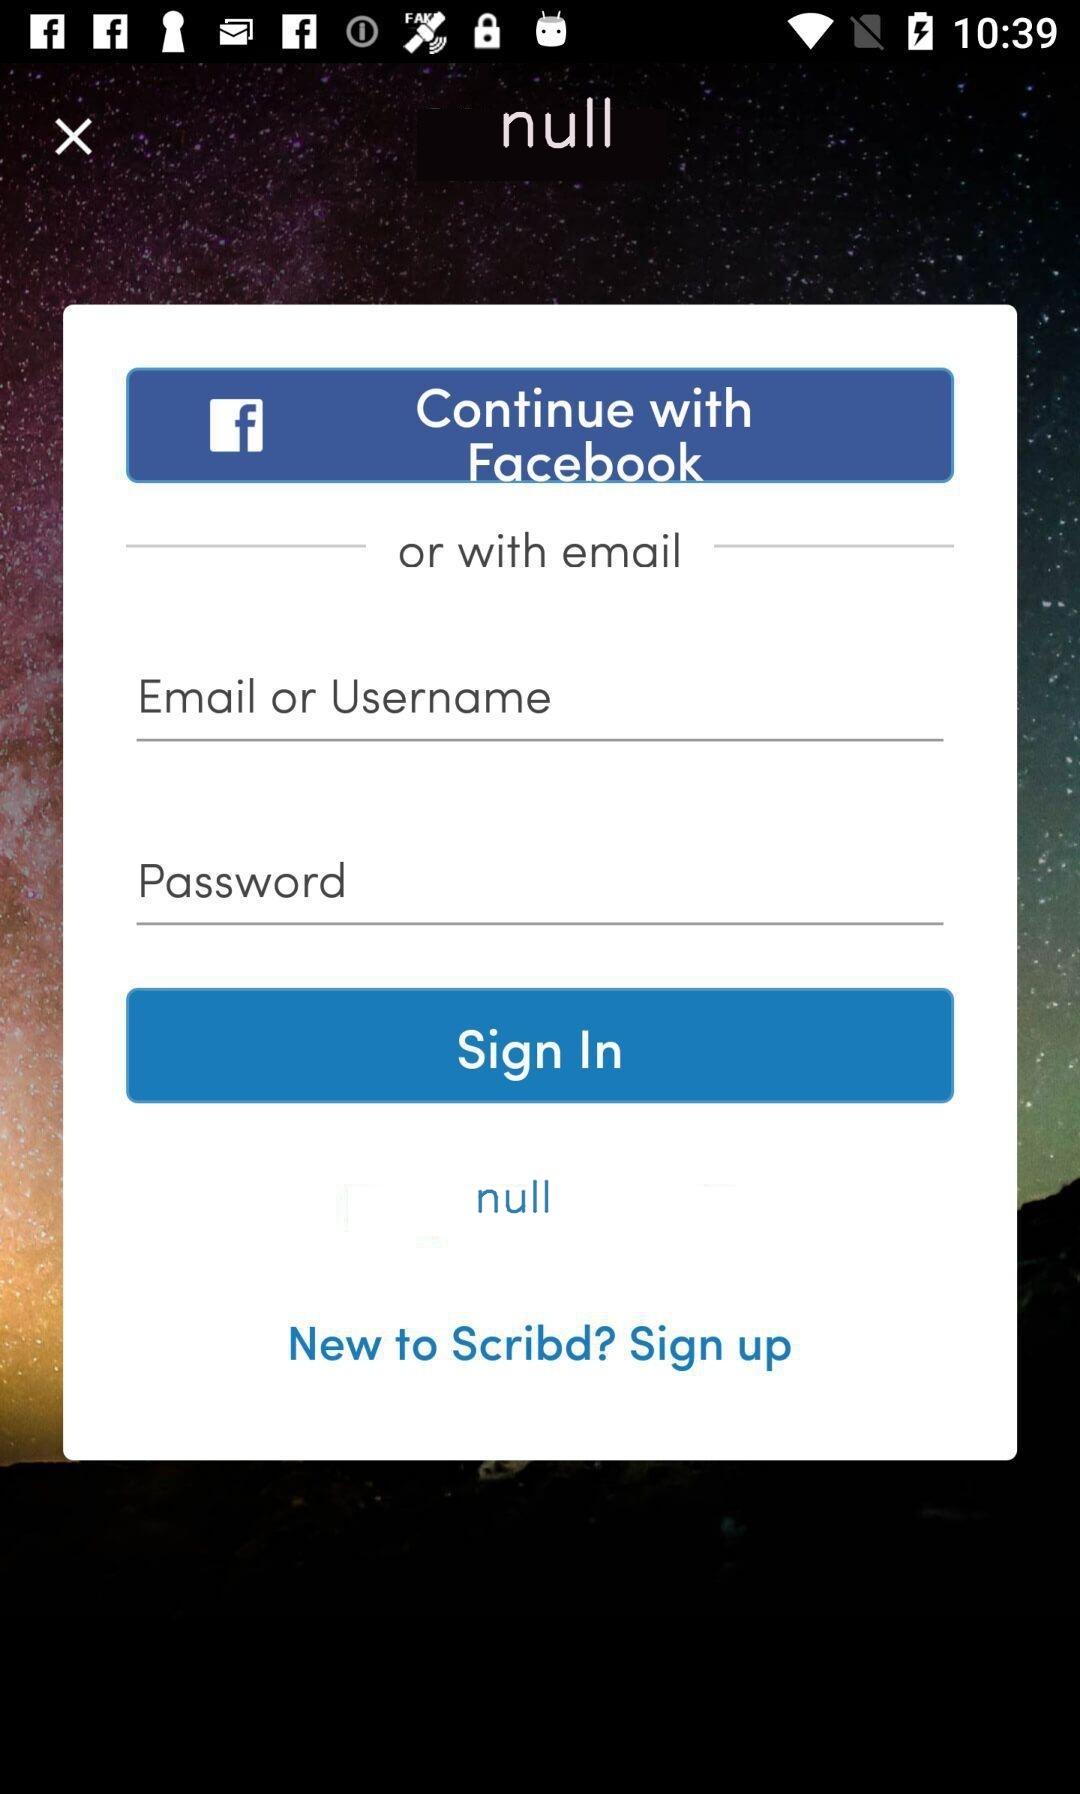 FAKE
10:39
null
Continue with
Facebook
or with email
Email or Username
Password
Sign In
null
New to Scribd? Sign up